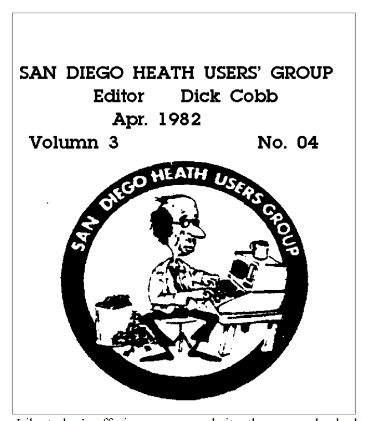 SAN DIEGO HEATH USERS' GROUP
Editor Dick Cobb
Apr. 1982
Volumn 3 No. 04
SAN DIEGO HEATH USERS GROUP